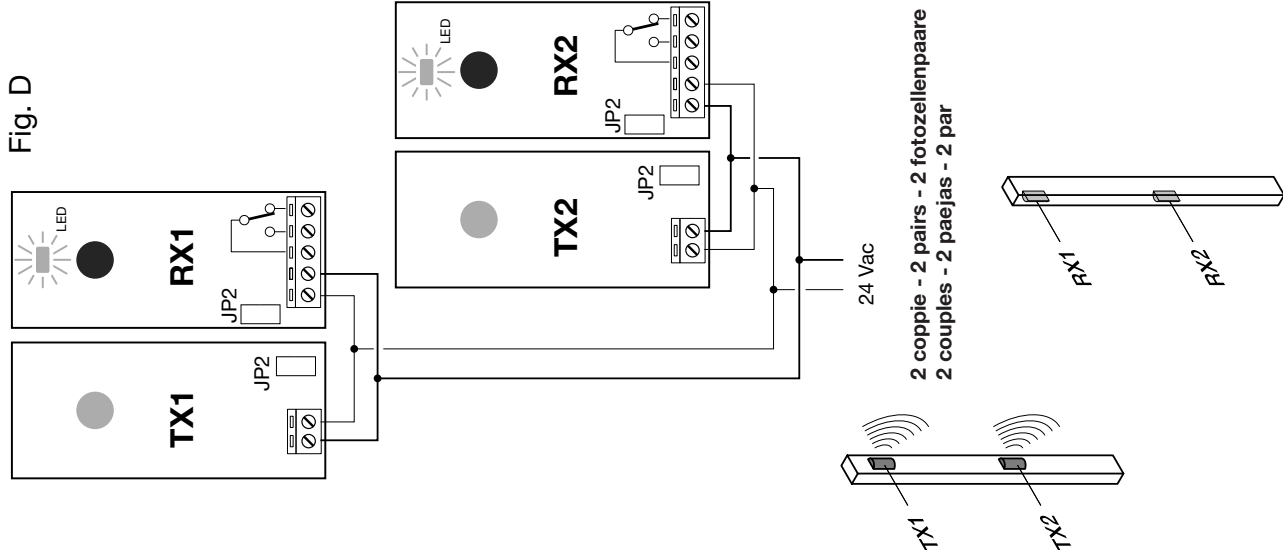 Fig. D
TX1
JP2
RX1
JP2
LED
TX2
JP2
RX2
JP2
LED
24 Vac
2 coppie - 2 pairs - 2 fotozellenpaare
2 couples - 2 paejas - 2 par
TX1
TX2
RX1
RX2